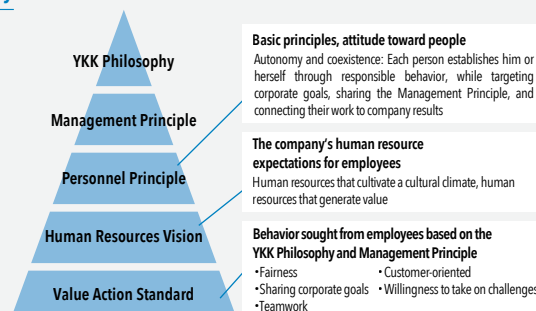 YKK Philosophy
Management Principle
Personnel Principle
Human Resources Vision
Value Action Standard
Basic principles, attitude toward people
Autonomy and coexistence: Each person establishes him or
herself through responsible behavior, while targeting
corporate goals, sharing the Management Principle, and
connecting their work to company results
The company's human resource
expectations for employees
Human resources that cultivate a cultural climate, human
resources that generate value
Behavior sought from employees based on the
YKK Philosophy and Management Principle
•Fairness •Customer-oriented
•Sharing corporate goals •Willingness to take on challenges
•Teamwork